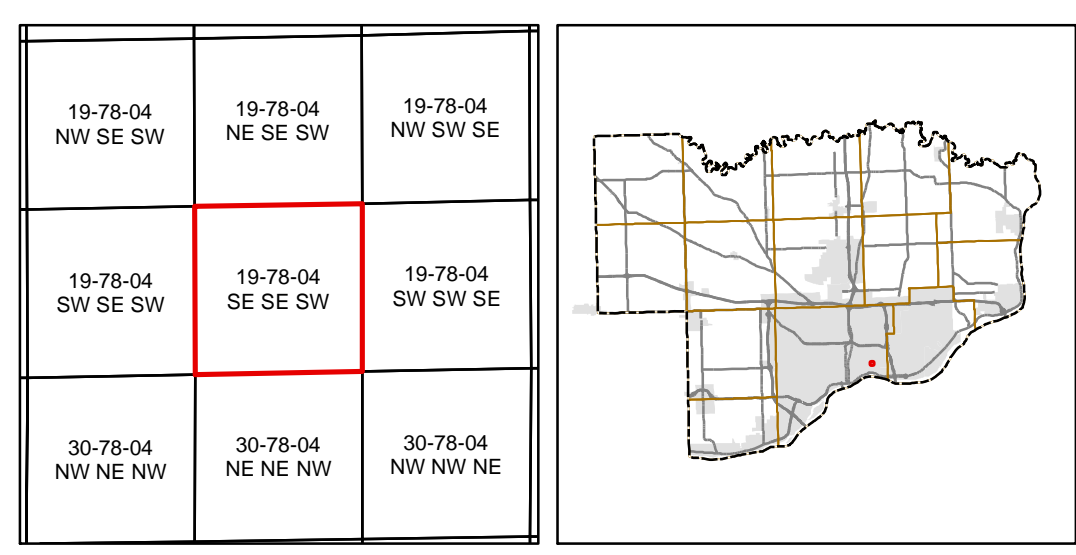 19-78-04
NW SE SW
19-78-04
NE SE SW
19-78-04
NW SW SE
19-78-04
SW SE SW
19-78-04
SE SE SW
19-78-04
SW SW SE
30-78-04
NW NE NW
30-78-04
NE NE NW
30-78-04
NW NW NE